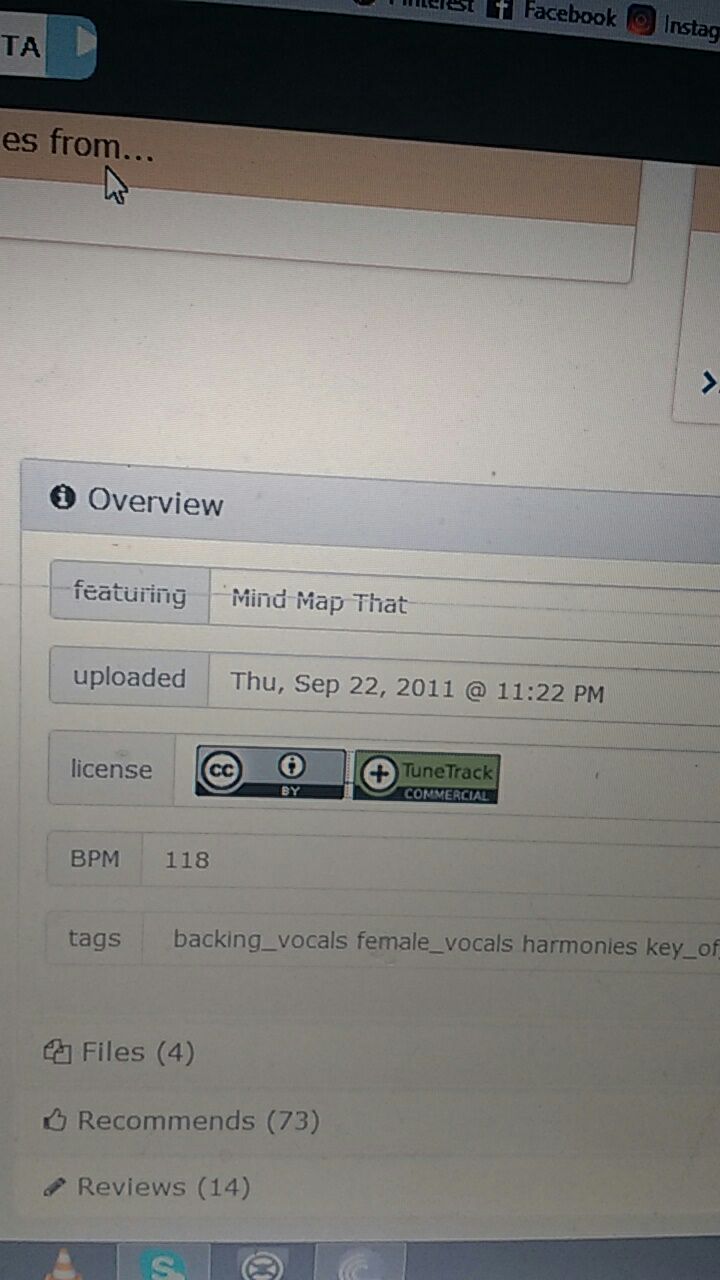 Pinterest Facebook Instag
TA
es from...
Overview
featuring Mind Map That
uploaded Thu, Sep 22, 2011 @ 11:22 PM
license cc BY TuneTrack COMMERCIAL
BPM 118
tags backing_vocals female_vocals harmonies key_of
Files (4)
Recommends (73)
Reviews (14)